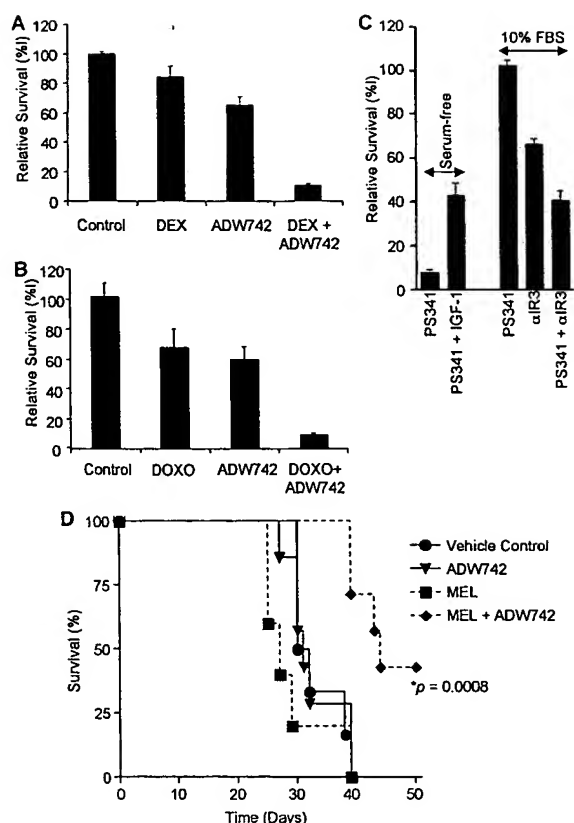 A
Relative Survival (%I)
120
100
80
60
40
20
0
Control
DEX
ADW742
DEX +
ADW742
B
Relative Survival (%I)
120
100
80
60
40
20
0
Control
DOXO
ADW742
DOXO+
ADW742
C
Relative Survival (%I)
120
100
80
60
40
20
0
Serum-free
10% FBS
PS341
PS341 + IGF-1
PS341
αIR3
PS341 + αIR3
D
Survival (%)
100
75
50
25
0
0
10
20
30
40
50
Time (Days)
Vehicle Control
ADW742
MEL
MEL + ADW742
*p = 0.0008